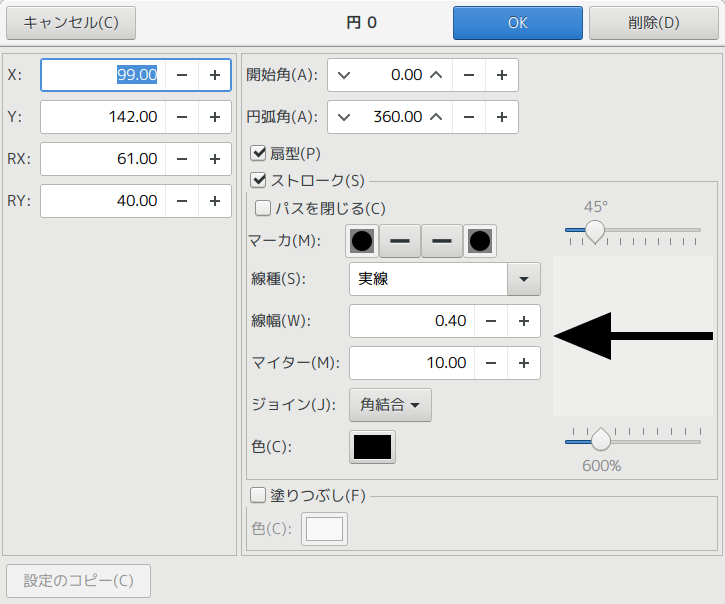 キャンセル(C)
円 0
OK
削除(D)
X:
99.00
Y:
142.00
RX:
61.00
RY:
40.00
開始角(A):
0.00
円弧角(A):
360.00
扇型(P)
ストローク(S)
パスを閉じる(C)
マーカ(M):
線種(S):
実線
線幅(W):
0.40
マイター(M):
10.00
ジョイン(J):
角結合
色(C):
45°
600%
塗りつぶし(F)
色(C):
設定のコピー(C)